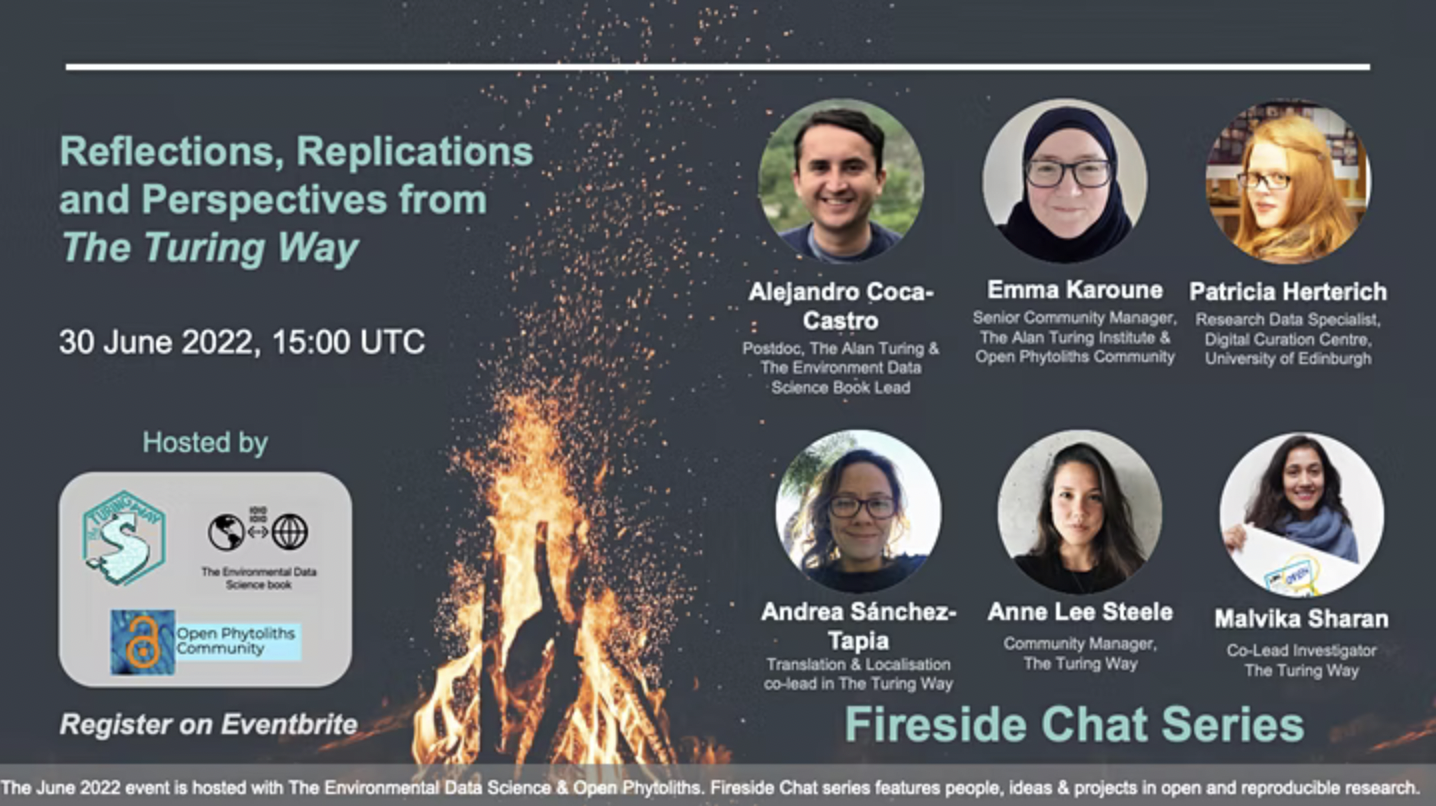 Reflections, Replications
and Perspectives from
The Turing Way
30 June 2022, 15:00 UTC
Hosted by
THE TURING WAY
The Environmental Data
Science book
Open Phytoliths
Community
Register on Eventbrite
Alejandro Coca-
Castro
Postdoc, The Alan Turing &
The Environment Data
Science Book Lead
Emma Karoune
Senior Community Manager,
The Alan Turing Institute &
Open Phytoliths Community
Patricia Herterich
Research Data Specialist,
Digital Curation Centre,
University of Edinburgh
Andrea Sánchez-
Tapia
Translation & Localisation
co-lead in The Turing Way
Anne Lee Steele
Community Manager,
The Turing Way
OPEN
Malvika Sharan
Co-Lead Investigator
The Turing Way
Fireside Chat Series
The June 2022 event is hosted with The Environmental Data Science & Open Phytoliths. Fireside Chat series features people, ideas & projects in open and reproducible research.